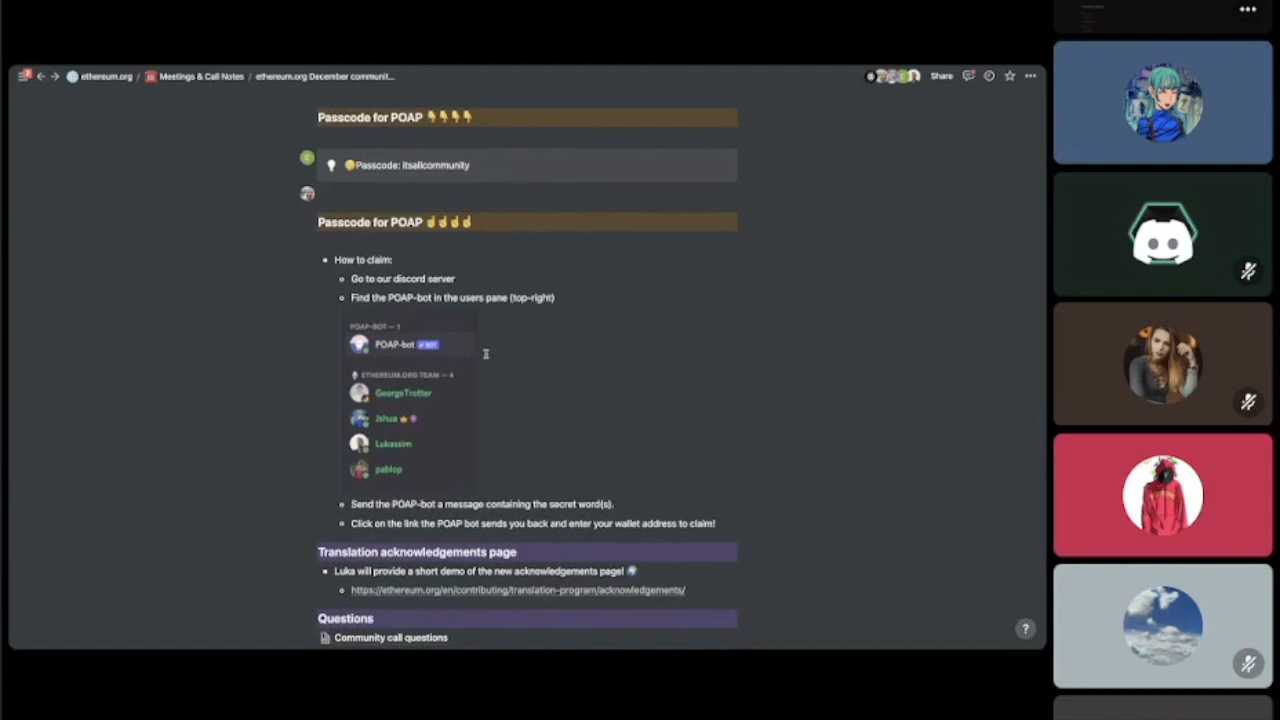 ethereum.org / Meetings & Call Notes / ethereum.org December communit...
Share
Passcode for POAP 👇👇👇👇
C
Passcode: itsallcommunity
Passcode for POAP ☝☝☝☝
How to claim:
Go to our discord server
Find the POAP-bot in the users pane (top-right)
POAP-BOT — 1
POAP-bot ✓ BOT
ETHEREUM.ORG TEAM — 4
GeorgeTrotter
Jshua
Lukassim
pablop
Send the POAP-bot a message containing the secret word(s).
Click on the link the POAP bot sends you back and enter your wallet address to claim!
Translation acknowledgements page
Luka will provide a short demo of the new acknowledgements page! 🌍
https://ethereum.org/en/contributing/translation-program/acknowledgements/
Questions
Community call questions
?